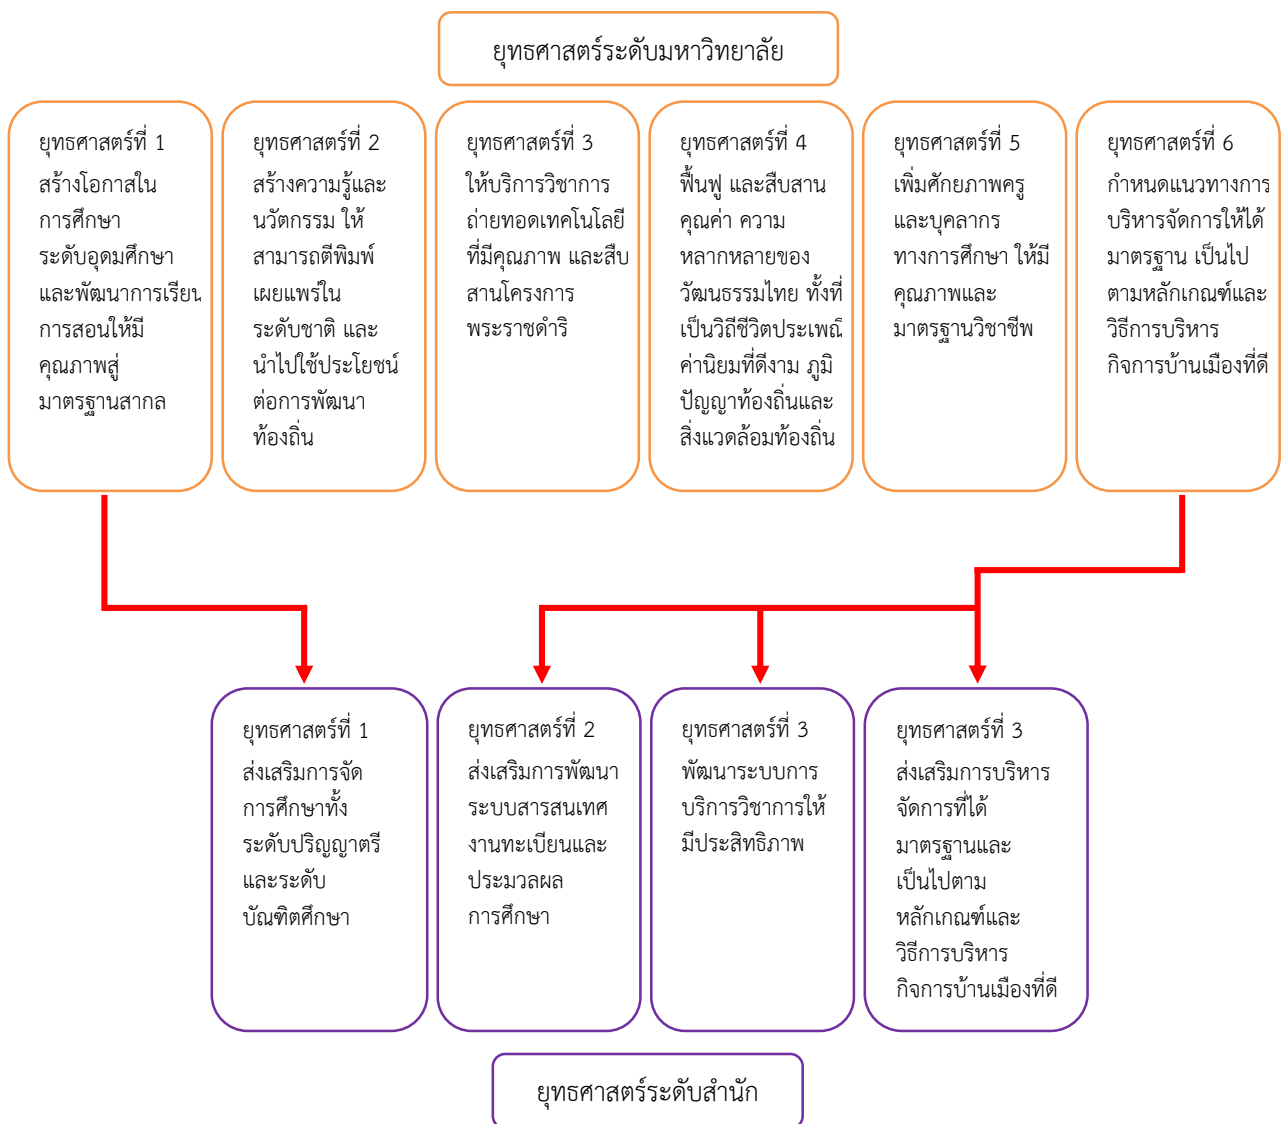 ยุทธศาสตร์ระดับมหาวิทยาลัย
ยุทธศาสตร์ที่ 1
สร้างโอกาสใน
การศึกษา
ระดับอุดมศึกษา
และพัฒนาการเรียน
การสอนให้มี
คุณภาพสู่
มาตรฐานสากล
ยุทธศาสตร์ที่ 2
สร้างความรู้และ
นวัตกรรม ให้
สามารถตีพิมพ์
เผยแพร่ใน
ระดับชาติ และ
นำไปใช้ประโยชน์
ต่อการพัฒนา
ท้องถิ่น
ยุทธศาสตร์ที่ 3
ให้บริการวิชาการ
ถ่ายทอดเทคโนโลยี
ที่มีคุณภาพ และสืบ
สานโครงการ
พระราชดำริ
ยุทธศาสตร์ที่ 4
ฟื้นฟู และสืบสาน
คุณค่า ความ
หลากหลายของ
วัฒนธรรมไทย ทั้งที่
เป็นวิถีชีวิตประเพณี
ค่านิยมที่ดีงาม ภูมิ
ปัญญาท้องถิ่นและ
สิ่งแวดล้อมท้องถิ่น
ยุทธศาสตร์ที่ 5
เพิ่มศักยภาพครู
และบุคลากร
ทางการศึกษา ให้มี
คุณภาพและ
มาตรฐานวิชาชีพ
ยุทธศาสตร์ที่ 6
กำหนดแนวทางการ
บริหารจัดการให้ได้
มาตรฐาน เป็นไป
ตามหลักเกณฑ์และ
วิธีการบริหาร
กิจการบ้านเมืองที่ดี
ยุทธศาสตร์ที่ 1
ส่งเสริมการจัด
การศึกษาทั้ง
ระดับปริญญาตรี
และระดับ
บัณฑิตศึกษา
ยุทธศาสตร์ที่ 2
ส่งเสริมการพัฒนา
ระบบสารสนเทศ
งานทะเบียนและ
ประมวลผล
การศึกษา
ยุทธศาสตร์ที่ 3
พัฒนาระบบการ
บริการวิชาการให้
มีประสิทธิภาพ
ยุทธศาสตร์ที่ 3
ส่งเสริมการบริหาร
จัดการที่ได้
มาตรฐานและ
เป็นไปตาม
หลักเกณฑ์และ
วิธีการบริหาร
กิจการบ้านเมืองที่ดี
ยุทธศาสตร์ระดับสำนัก